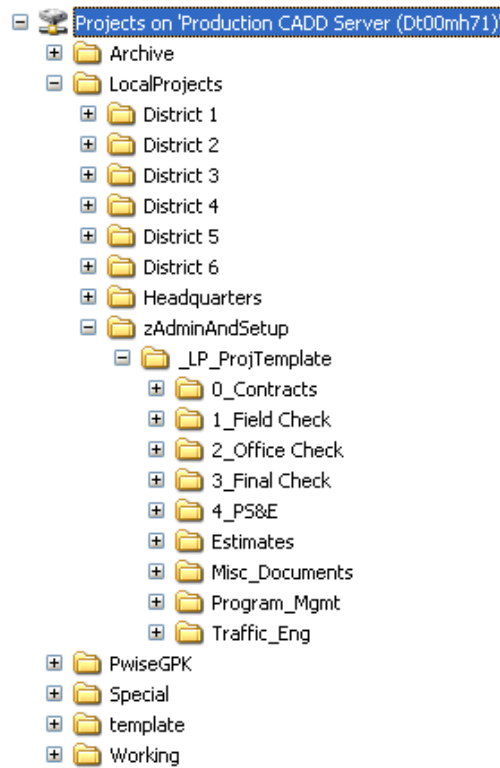 Projects on 'Production CADD Server (Dt00mh71)'
Archive
LocalProjects
District 1
District 2
District 3
District 4
District 5
District 6
Headquarters
zAdminAndSetup
_LP_ProjTemplate
0_Contracts
1_Field Check
2_Office Check
3_Final Check
4_PS&E
Estimates
Misc_Documents
Program_Mgmt
Traffic_Eng
PwiseGPK
Special
template
Working